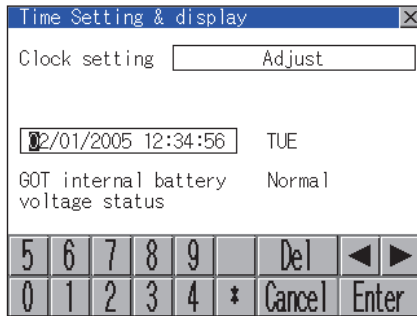 Time Setting & display ×
Clock setting Adjust
02/01/2005 12:34:56 TUE
GOT internal battery Normal
voltage status
5 6 7 8 9 Del ◀ ▶
0 1 2 3 4 * Cancel Enter